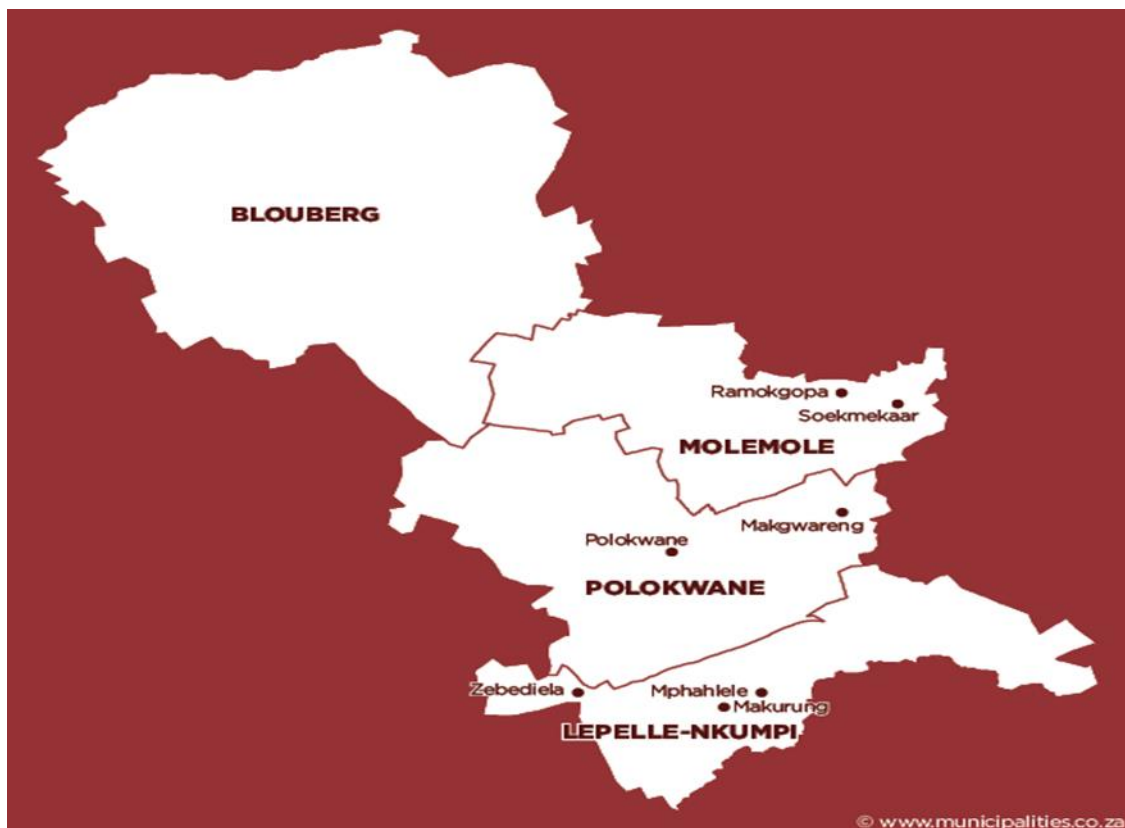 BLOUBERG
Ramokgopa
Soekmekaar
MOLEMOLE
Makgwareng
Polokwane
POLOKWANE
Zebediela
Mphahlele
Makurung
LEPELLE-NKUMPI
© www.municipalities.co.za